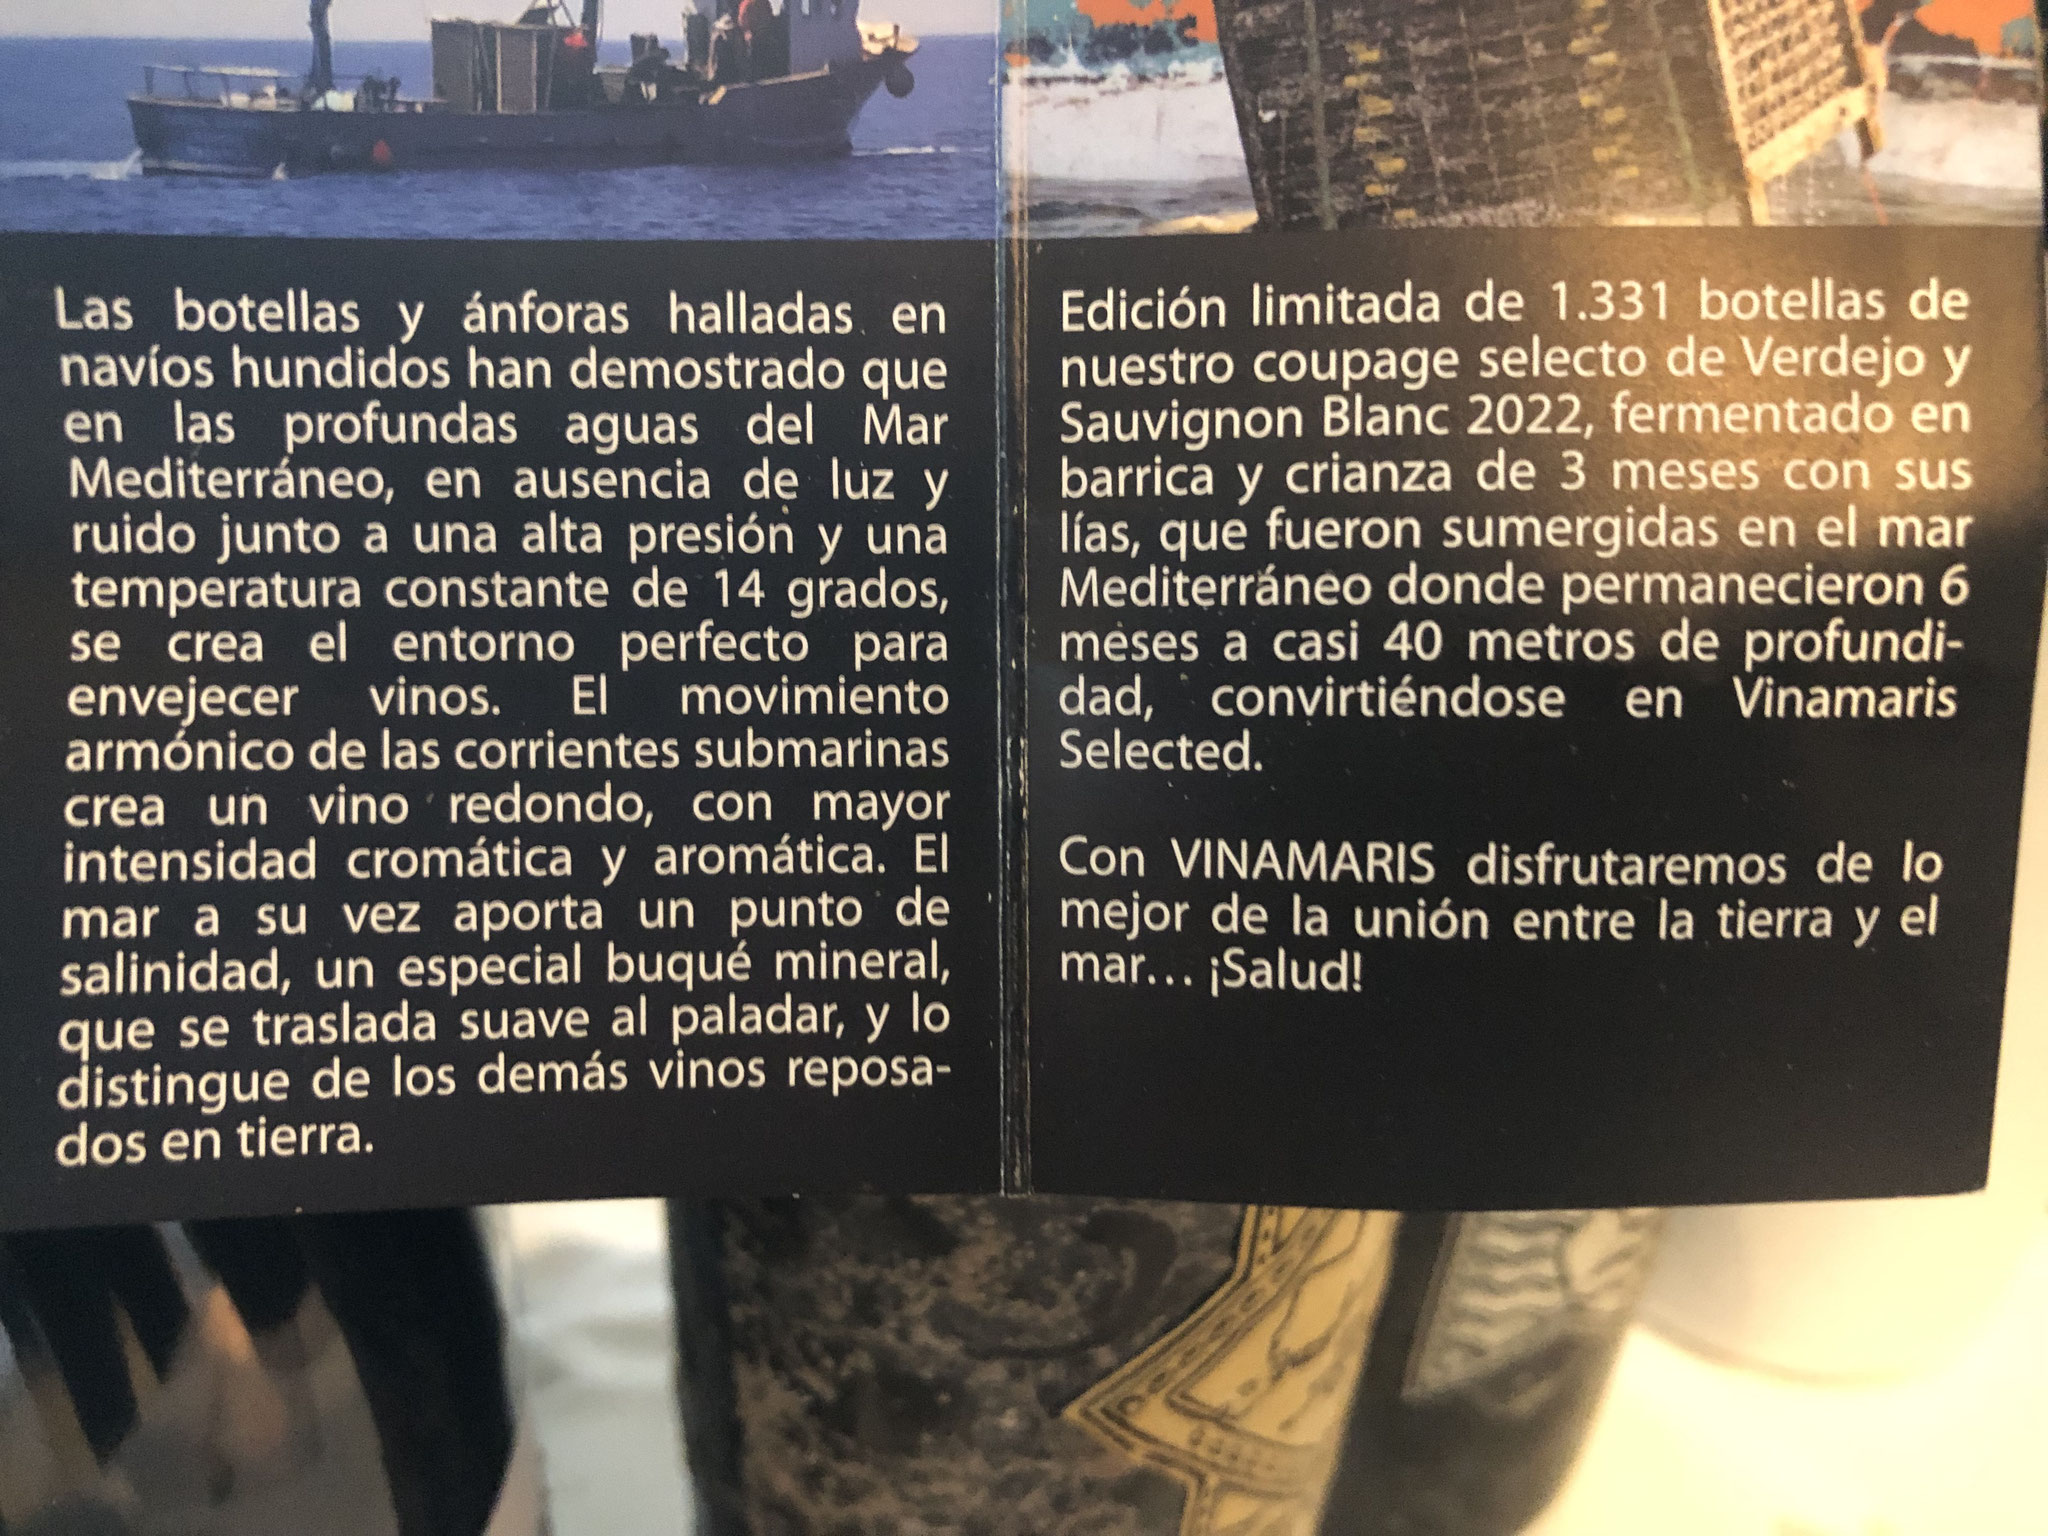 Las botellas y ánforas halladas en
navíos hundidos han demostrado que
en las profundas aguas del Mar
Mediterráneo, en ausencia de luz y
ruido junto a una alta presión y una
temperatura constante de 14 grados,
se crea el entorno perfecto para
envejecer vinos. El movimiento
armónico de las corrientes submarinas
crea un vino redondo, con mayor
intensidad cromática y aromática. El
mar a su vez aporta un punto de
salinidad, un especial buqué mineral,
que se traslada suave al paladar, y lo
distingue de los demás vinos reposa-
dos en tierra.
Edición limitada de 1.331 botellas de
nuestro coupage selecto de Verdejo y
Sauvignon Blanc 2022, fermentado en
barrica y crianza de 3 meses con sus
lías, que fueron sumergidas en el mar
Mediterráneo donde permanecieron 6
meses a casi 40 metros de profundi-
dad, convirtiéndose en Vinamaris
Selected.
Con VINAMARIS disfrutaremos de lo
mejor de la unión entre la tierra y el
mar... ¡Salud!